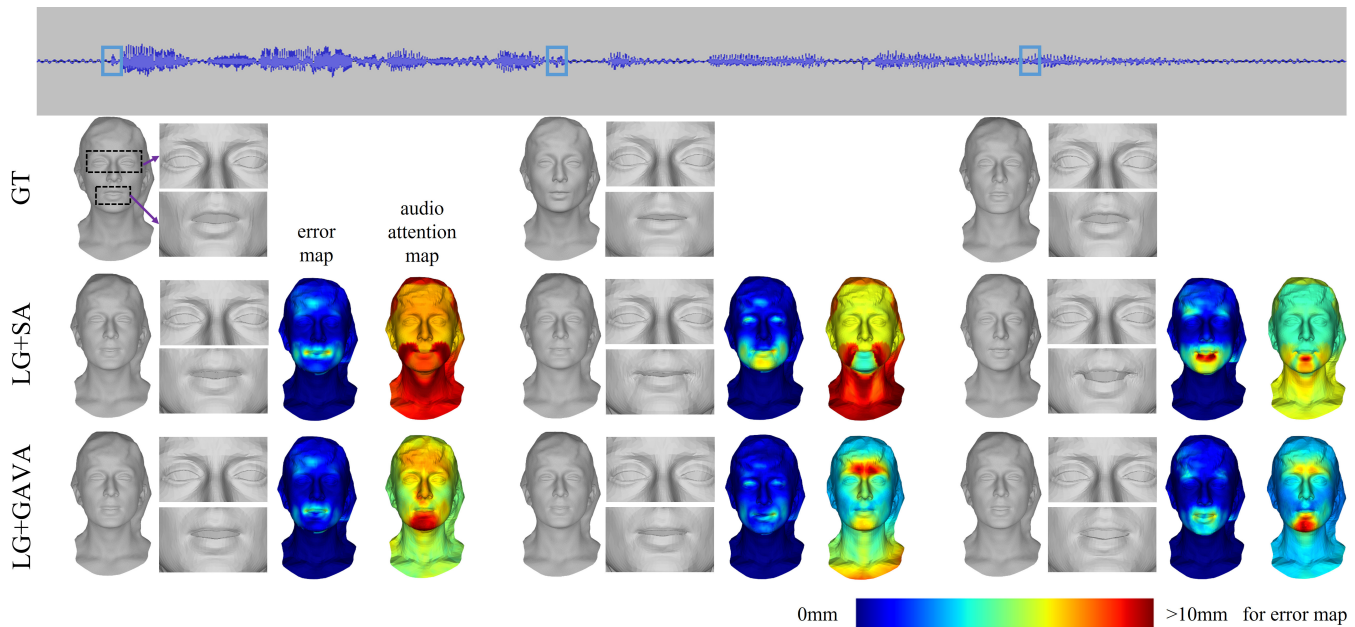 GT
error
map
audio
attention
map
LG+SA
LG+GAVA
0mm
>10mm for error map